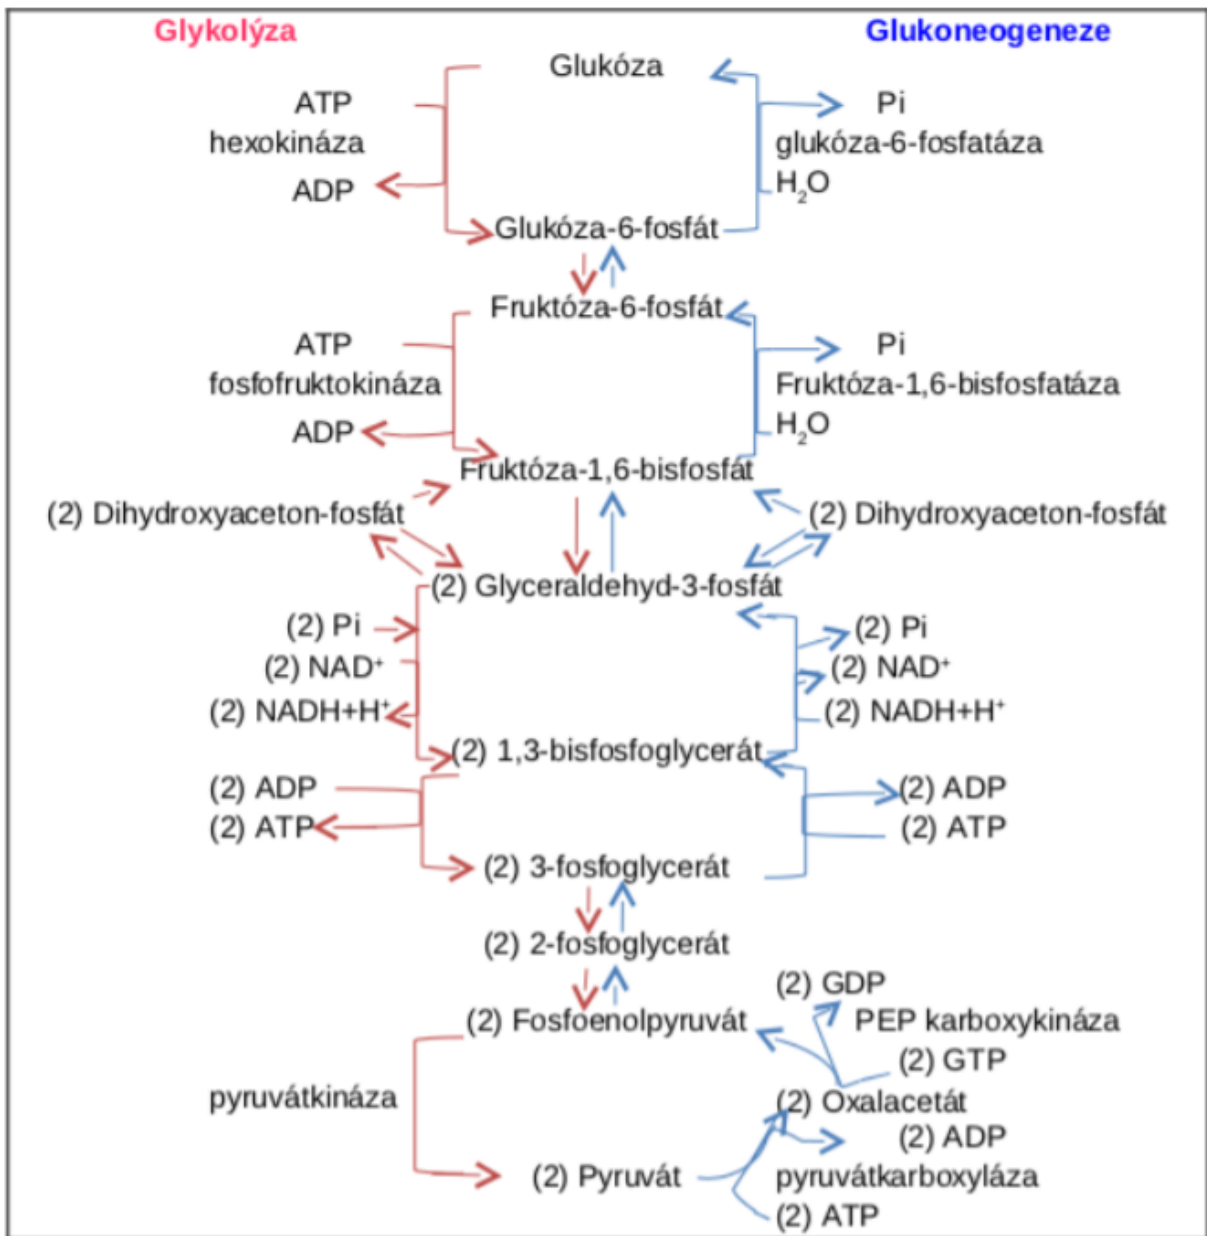 Glykolýza Glukoneogeneze
Glukóza
ATP Pi
hexokináza glukóza-6-fosfatáza
ADP H₂O
Glukóza-6-fosfát
Fruktóza-6-fosfát
ATP Pi
fosfofruktokináza Fruktóza-1,6-bisfosfatáza
ADP H₂O
Fruktóza-1,6-bisfosfát
(2) Dihydroxyaceton-fosfát (2) Dihydroxyaceton-fosfát
(2) Glyceraldehyd-3-fosfát
(2) Pi (2) Pi
(2) NAD⁺ (2) NAD⁺
(2) NADH+H⁺ (2) NADH+H⁺
(2) 1,3-bisfosfoglycerát
(2) ADP (2) ADP
(2) ATP (2) ATP
(2) 3-fosfoglycerát
(2) 2-fosfoglycerát
(2) GDP
(2) Fosfoenolpyruvát PEP karboxykináza
(2) GTP
pyruvátkináza (2) Oxalacetát
(2) ADP
(2) Pyruvát pyruvátkarboxyláza
(2) ATP